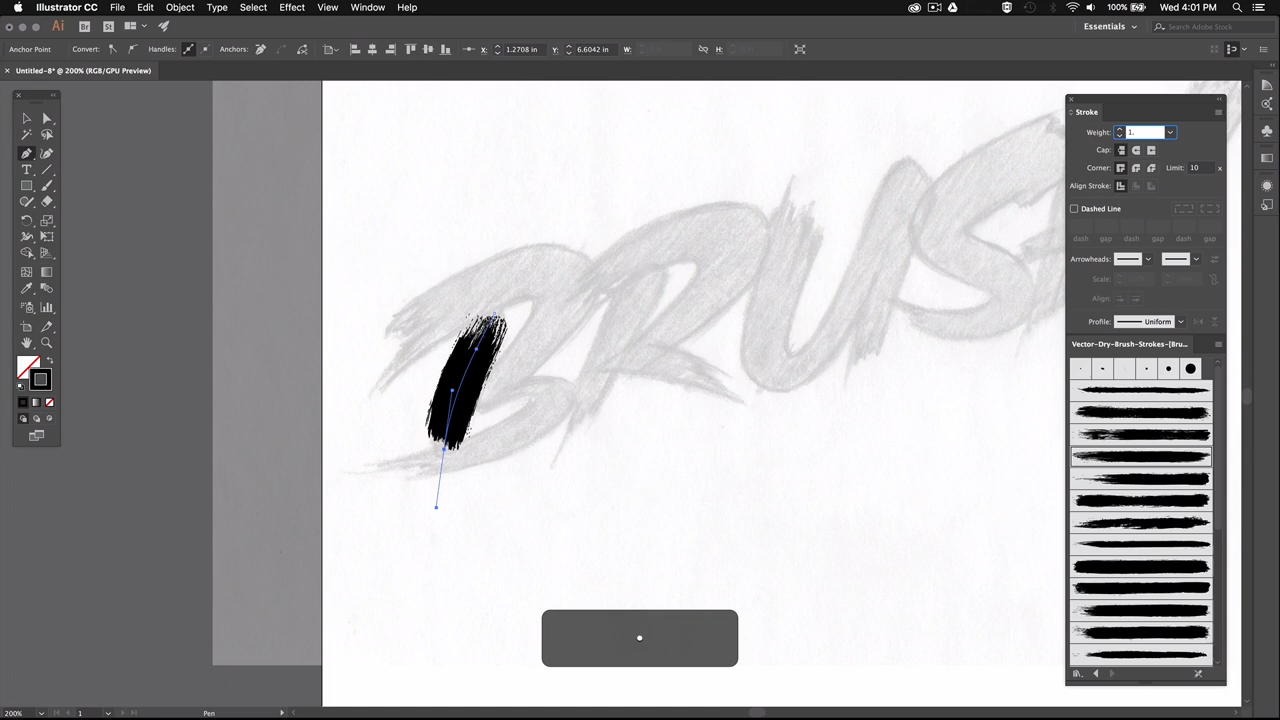 Illustrator CC File Edit Object Type Select Effect View Window Help 100% Wed 4:01 PM
Br St Essentials Search Adobe Stock
Anchor Point Convert: Handles: Anchors: X: 1.2708 in Y: 6.6042 in W: H:
Untitled-8* @ 200% (RGB/GPU Preview)
Stroke
Weight: 1.
Cap:
Corner: Limit: 10 x
Align Stroke:
Dashed Line
dash gap dash gap dash gap
Arrowheads:
Scale:
Align:
Profile: Uniform
Vector-Dry-Brush-Strokes-[Bru...
.
200% 1 Pen